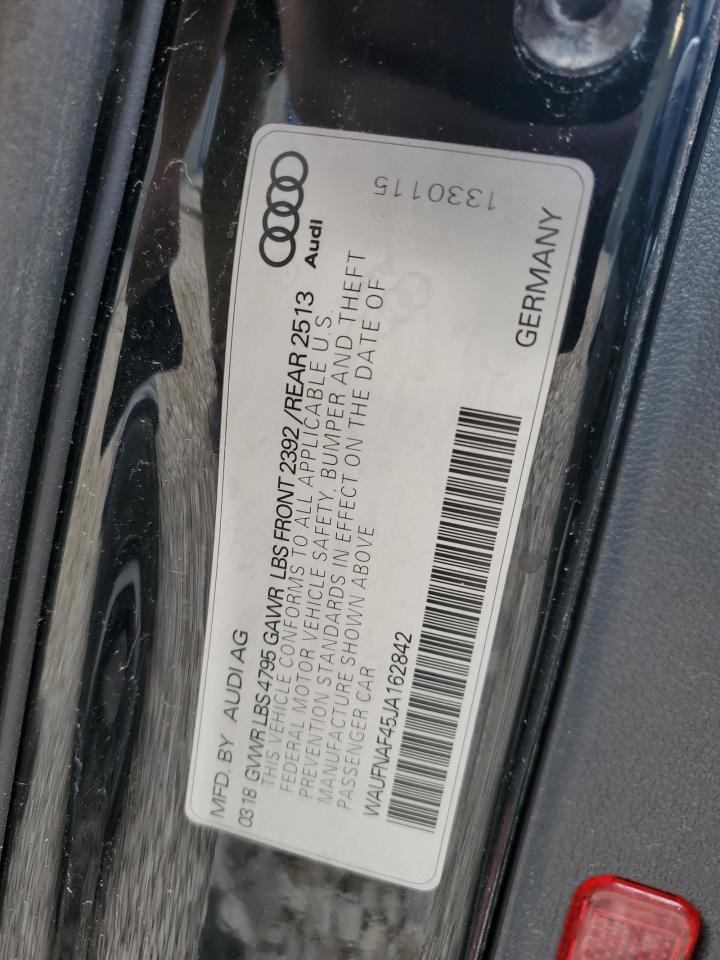 MFD. BY AUDI AG
Audi
0318 GVWR LBS 4795 GAWR LBS FRONT 2392 / REAR 2513
THIS VEHICLE CONFORMS TO ALL APPLICABLE U.S.
FEDERAL MOTOR VEHICLE SAFETY, BUMPER AND THEFT
PREVENTION STANDARDS IN EFFECT ON THE DATE OF
MANUFACTURE SHOWN ABOVE
PASSENGER CAR
1330115
WAUFNAF45JA162842
GERMANY